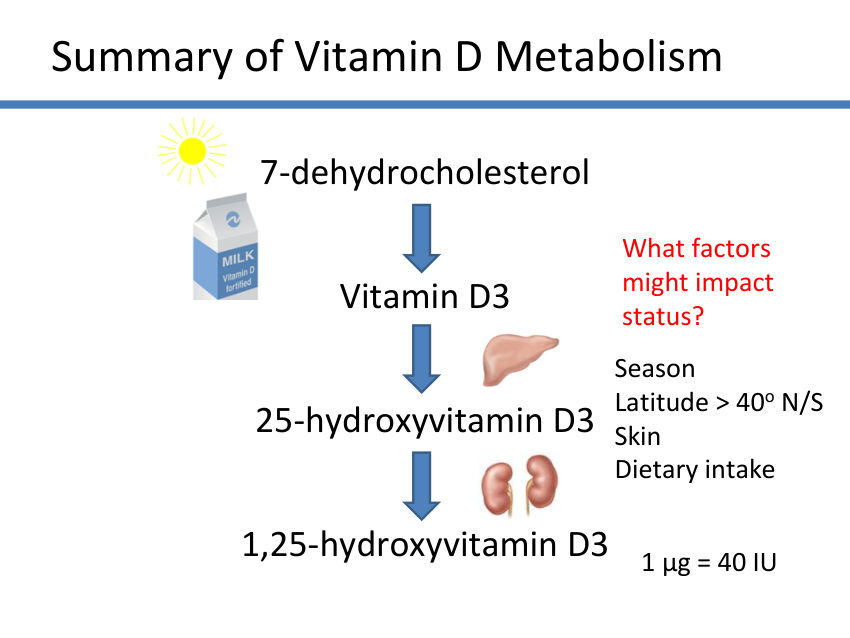 Summary of Vitamin D Metabolism
7-dehydrocholesterol
MILK
Vitamin D
fortified
Vitamin D3
What factors
might impact
status?
Season
Latitude > 40º N/S
Skin
Dietary intake
25-hydroxyvitamin D3
1,25-hydroxyvitamin D3
1 µg = 40 IU